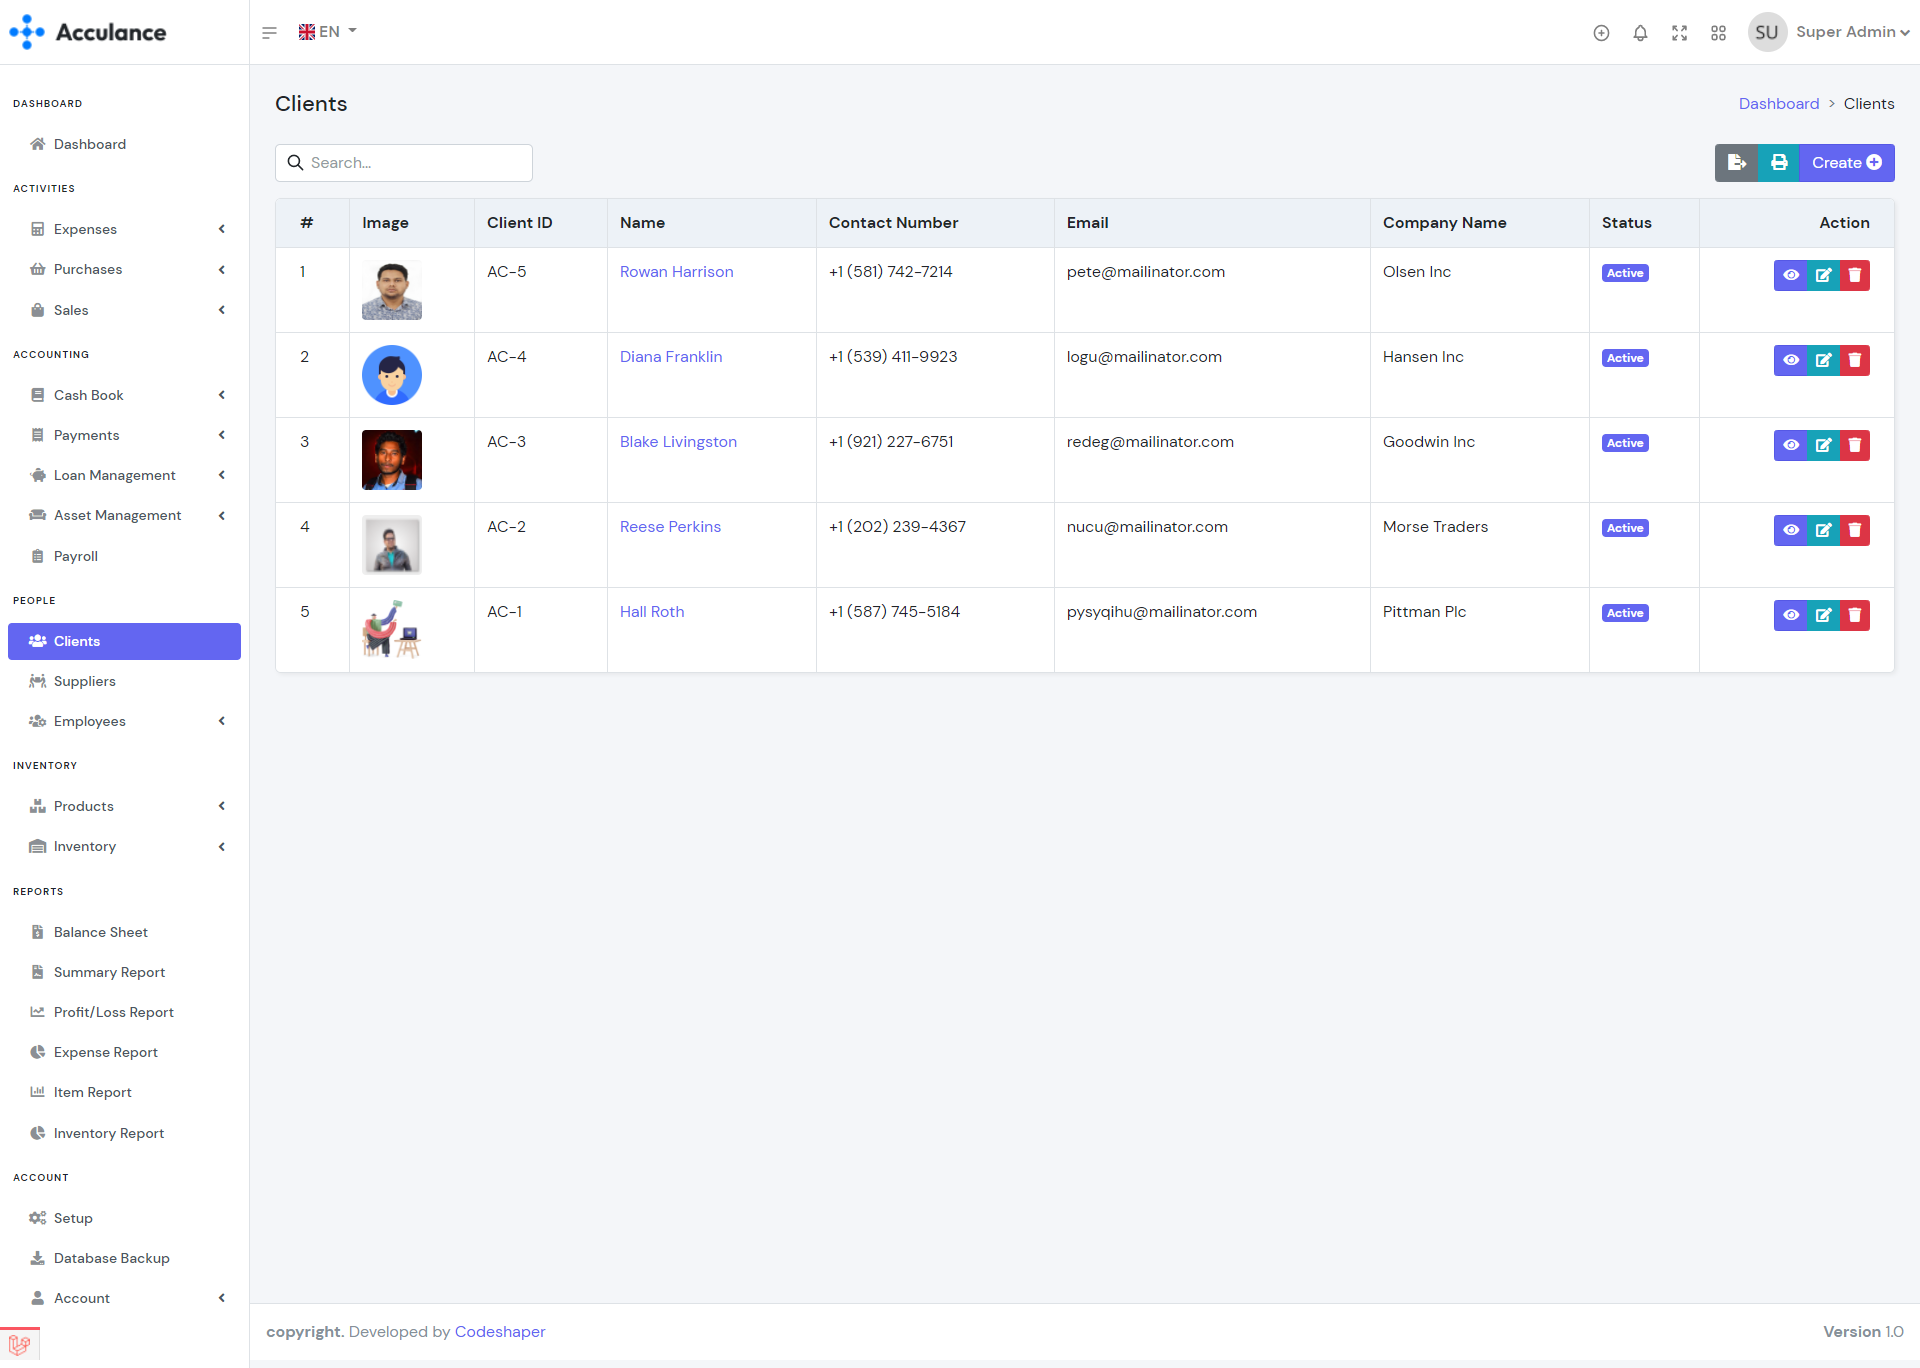 Acculance
EN
SU Super Admin
DASHBOARD
Dashboard
ACTIVITIES
Expenses
Purchases
Sales
ACCOUNTING
Cash Book
Payments
Loan Management
Asset Management
Payroll
PEOPLE
Clients
Suppliers
Employees
INVENTORY
Products
Inventory
REPORTS
Balance Sheet
Summary Report
Profit/Loss Report
Expense Report
Item Report
Inventory Report
ACCOUNT
Setup
Database Backup
Account
Clients
Dashboard > Clients
Search...
Create
# Image Client ID Name Contact Number Email Company Name Status Action
1 AC-5 Rowan Harrison +1 (581) 742-7214 pete@mailinator.com Olsen Inc Active
2 AC-4 Diana Franklin +1 (539) 411-9923 logu@mailinator.com Hansen Inc Active
3 AC-3 Blake Livingston +1 (921) 227-6751 redeg@mailinator.com Goodwin Inc Active
4 AC-2 Reese Perkins +1 (202) 239-4367 nucu@mailinator.com Morse Traders Active
5 AC-1 Hall Roth +1 (587) 745-5184 pysyqihu@mailinator.com Pittman Plc Active
copyright. Developed by Codeshaper
Version 1.0